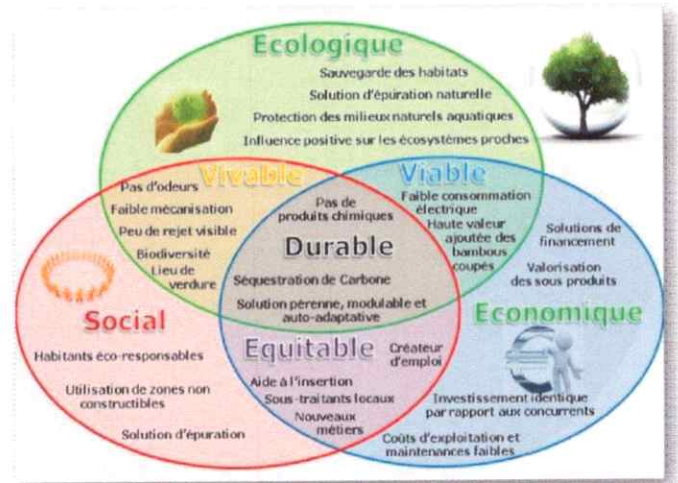 Ecologique
Sauvegarde des habitats
Solution d'épuration naturelle
Protection des milieux naturels aquatiques
Influence positive sur les écosystèmes proches
Vivable
Viable
Pas d'odeurs
Faible mécanisation
Peu de rejet visible
Biodiversité
Lieu de
verdure
Pas de
produits chimiques
Faible consommation
électrique
Haute valeur
ajoutée des
bambous
coupés
Solutions de
financement
Valorisation
des sous produits
Durable
Séquestration de Carbone
Solution pérenne, modulable et
auto-adaptative
Social
Economique
Habitants éco-responsables
Utilisation de zones non
constructibles
Solution d'épuration
Equitable
Créateur
d'emploi
Aide à l'insertion
Sous-traitants locaux
Nouveaux
métiers
Investissement identique
par rapport aux concurrents
Coûts d'exploitation et
maintenances faibles